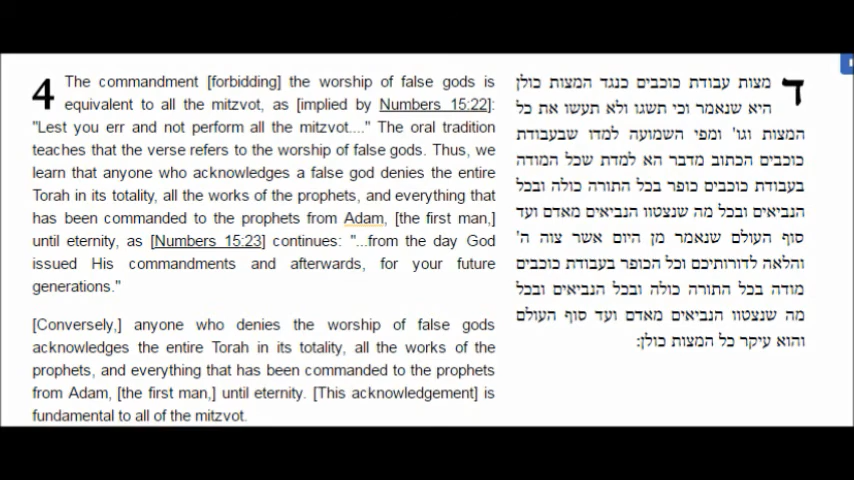 4 The commandment [forbidding] the worship of false gods is
equivalent to all the mitzvot, as [implied by Numbers 15:22]:
"Lest you err and not perform all the mitzvot...." The oral tradition
teaches that the verse refers to the worship of false gods. Thus, we
learn that anyone who acknowledges a false god denies the entire
Torah in its totality, all the works of the prophets, and everything that
has been commanded to the prophets from Adam, [the first man,]
until eternity, as [Numbers 15:23] continues: "...from the day God
issued His commandments and afterwards, for your future
generations."
[Conversely,] anyone who denies the worship of false gods
acknowledges the entire Torah in its totality, all the works of the
prophets, and everything that has been commanded to the prophets
from Adam, [the first man,] until eternity. [This acknowledgement] is
fundamental to all of the mitzvot.
ד מצות עבודת כוכבים כנגד המצות כולן
היא שנאמר וכי תשגו ולא תעשו את כל
המצות וגו' ומפי השמועה למדו שבעבודת
כוכבים הכתוב מדבר הא למדת שכל המודה
בעבודת כוכבים כופר בכל התורה כולה ובכל
הנביאים ובכל מה שנצטוו הנביאים מאדם ועד
סוף העולם שנאמר מן היום אשר צוה ה'
והלאה לדורותיכם וכל הכופר בעבודת כוכבים
מודה בכל התורה כולה ובכל הנביאים ובכל
מה שנצטוו הנביאים מאדם ועד סוף העולם
והוא עיקר כל המצות כולן: